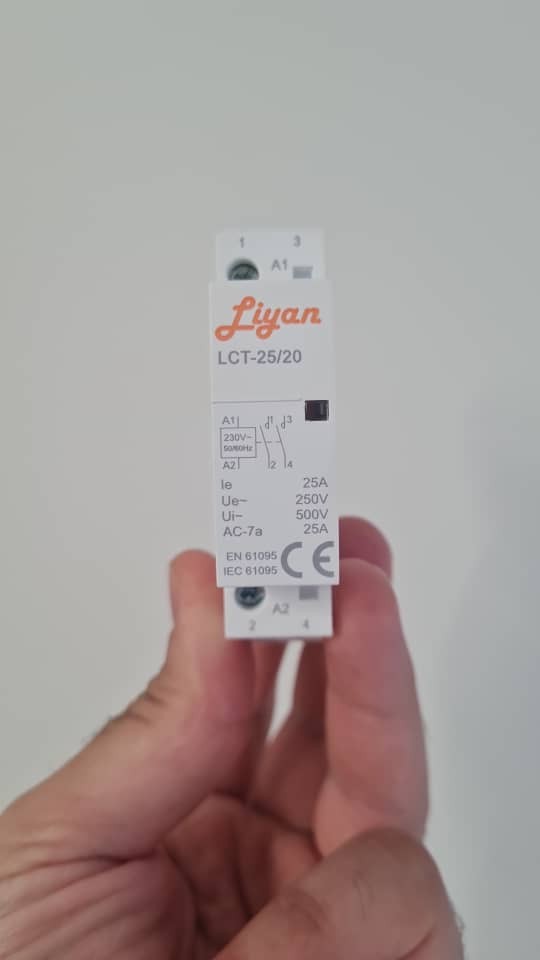 1 3
A1
Liyan
LCT-25/20
A1 1 3
230V~
50/60Hz
A2 2 4
Ie 25A
Ue~ 250V
Ui~ 500V
AC-7a 25A
EN 61095
IEC 61095 CE
A2
2 4